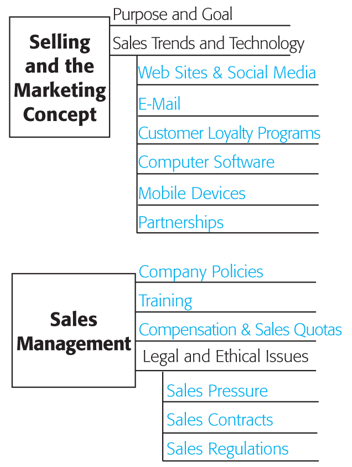 Selling
and the
Marketing
Concept
Purpose and Goal
Sales Trends and Technology
Web Sites & Social Media
E-Mail
Customer Loyalty Programs
Computer Software
Mobile Devices
Partnerships
Sales
Management
Company Policies
Training
Compensation & Sales Quotas
Legal and Ethical Issues
Sales Pressure
Sales Contracts
Sales Regulations